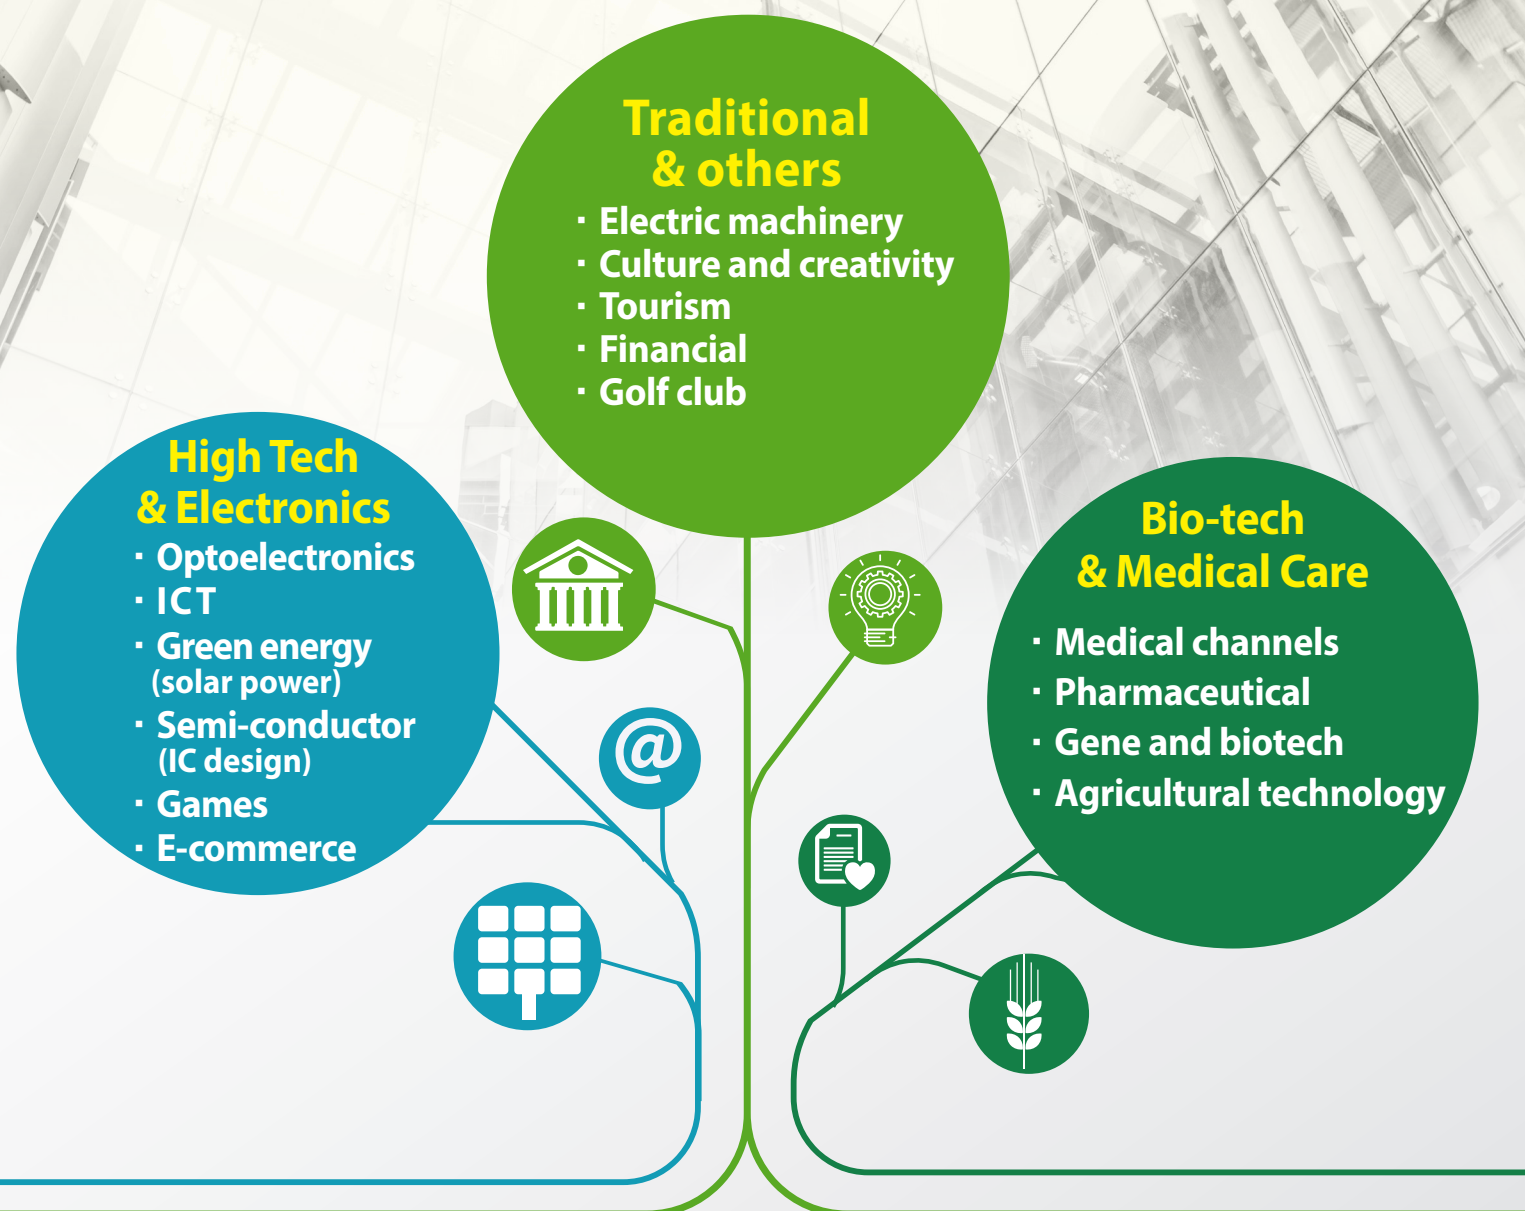 Traditional
& others
· Electric machinery
· Culture and creativity
· Tourism
· Financial
· Golf club
High Tech
& Electronics
· Optoelectronics
· ICT
· Green energy
(solar power)
· Semi-conductor
(IC design)
· Games
· E-commerce
@
Bio-tech
& Medical Care
· Medical channels
· Pharmaceutical
· Gene and biotech
· Agricultural technology